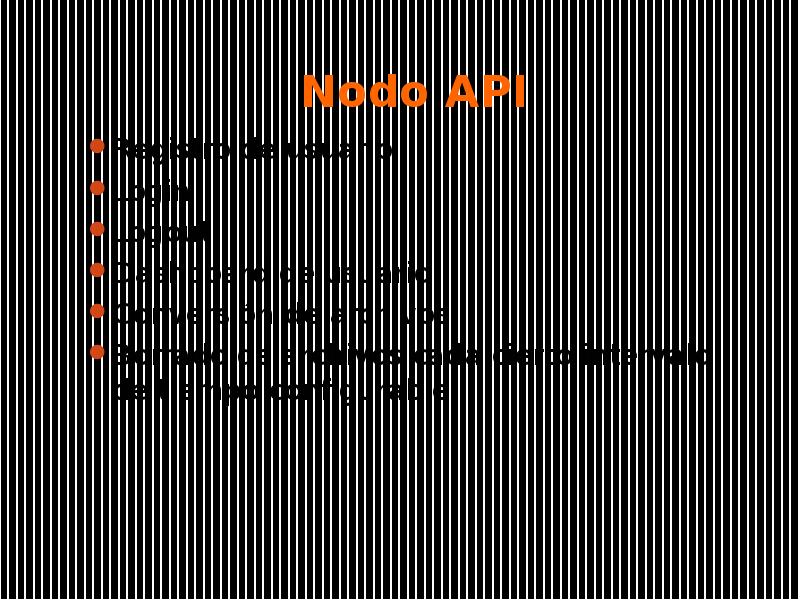 Nodo API
Registro de usuario
Login
Logout
Dashboard de usuario
Conversión de archivos
Borrado de archivos cada cierto intervalo
de tiempo configurable